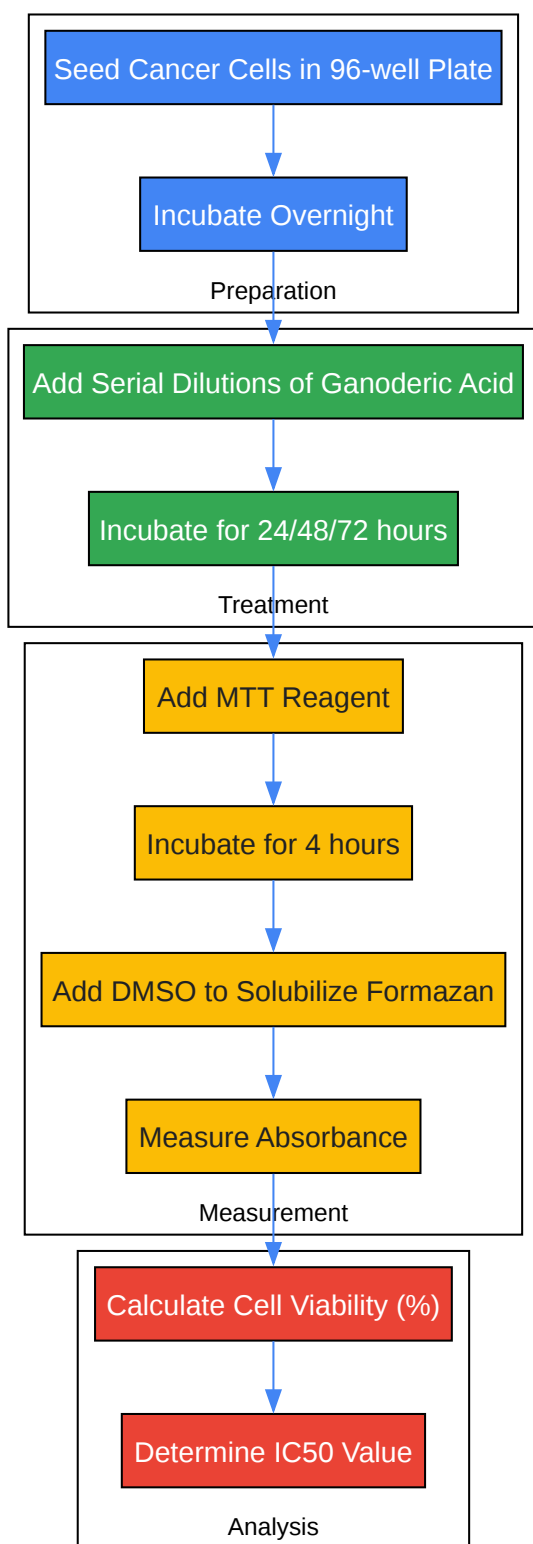 Seed Cancer Cells in 96-well Plate
Incubate Overnight
Preparation
Add Serial Dilutions of Ganoderic Acid
Incubate for 24/48/72 hours
Treatment
Add MTT Reagent
Incubate for 4 hours
Add DMSO to Solubilize Formazan
Measure Absorbance
Measurement
Calculate Cell Viability (%)
Determine IC50 Value
Analysis